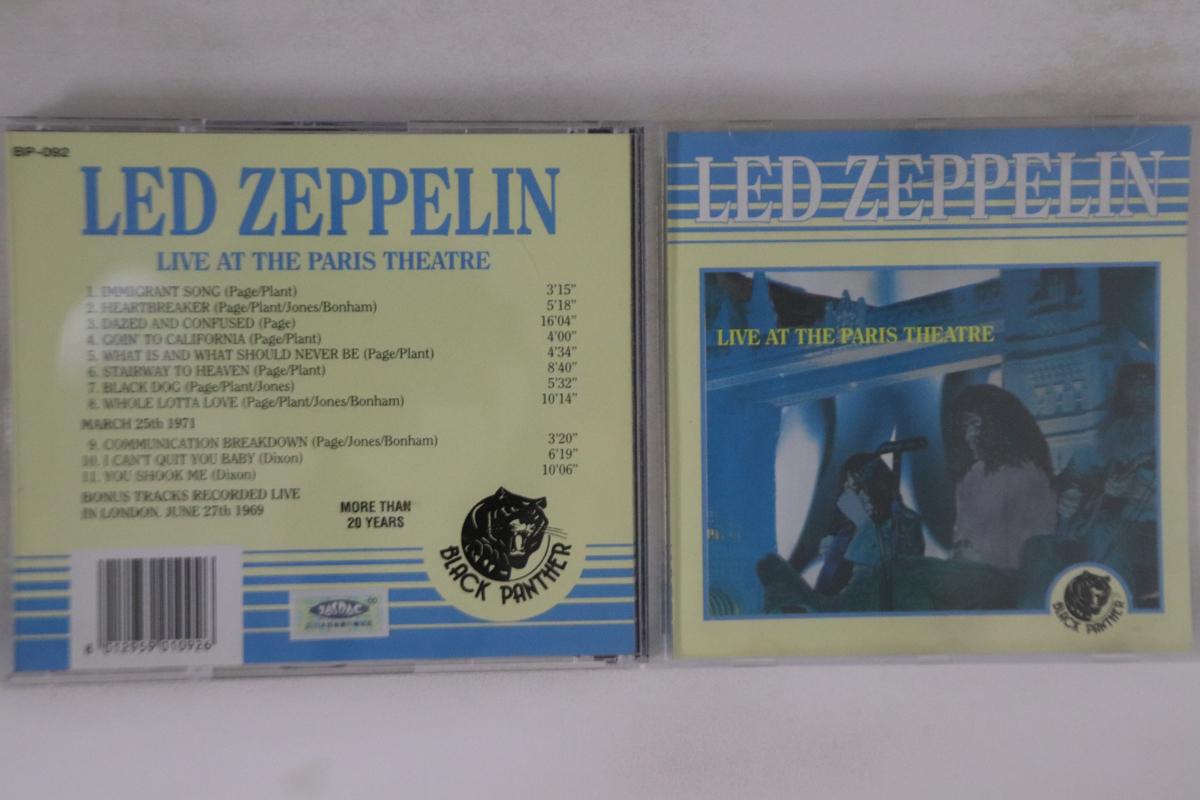 BP-092
LED ZEPPELIN
LIVE AT THE PARIS THEATRE
1. IMMIGRANT SONG (Page/Plant) 3'15"
2. HEARTBREAKER (Page/Plant/Jones/Bonham) 5'18"
3. DAZED AND CONFUSED (Page) 16'04"
4. GOIN' TO CALIFORNIA (Page/Plant) 4'00"
5. WHAT IS AND WHAT SHOULD NEVER BE (Page/Plant) 4'34"
6. STAIRWAY TO HEAVEN (Page/Plant) 8'40"
7. BLACK DOG (Page/Plant/Jones) 5'32"
8. WHOLE LOTTA LOVE (Page/Plant/Jones/Bonham) 10'14"
MARCH 25th 1971
9. COMMUNICATION BREAKDOWN (Page/Jones/Bonham) 3'20"
10. I CAN'T QUIT YOU BABY (Dixon) 6'19"
11. YOU SHOOK ME (Dixon) 10'06"
BONUS TRACKS RECORDED LIVE
IN LONDON. JUNE 27th 1969
MORE THAN
20 YEARS
BLACK PANTHER
JASRAC
8 012959 010926
LED ZEPPELIN
LIVE AT THE PARIS THEATRE
BLACK PANTHER